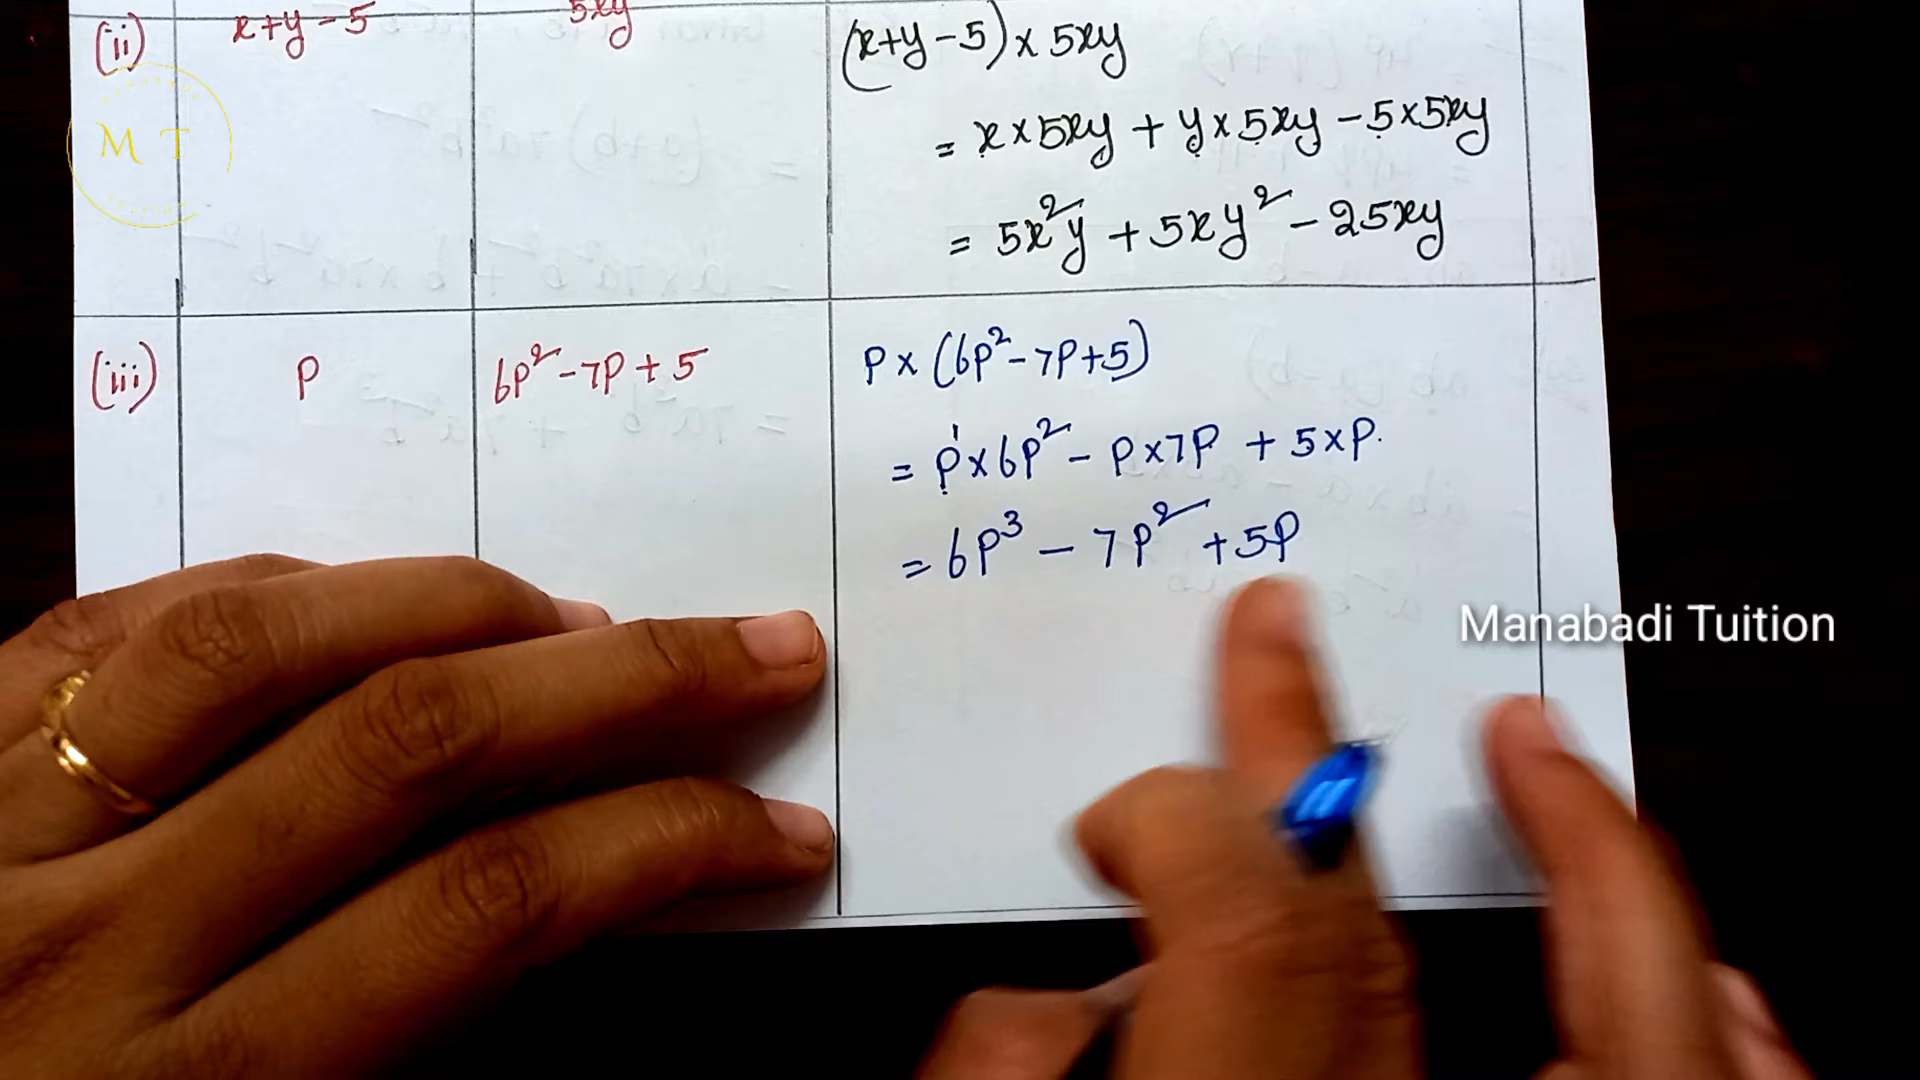 (ii) x+y-5 5xy (x+y-5)×5xy
= x×5xy + y×5xy - 5×5xy
= 5x²y + 5xy² - 25xy
M T
(iii) p 6p²-7p+5 p×(6p²-7p+5)
= p¹×6p² - p×7p + 5×p.
= 6p³ - 7p² + 5p
Manabadi Tuition